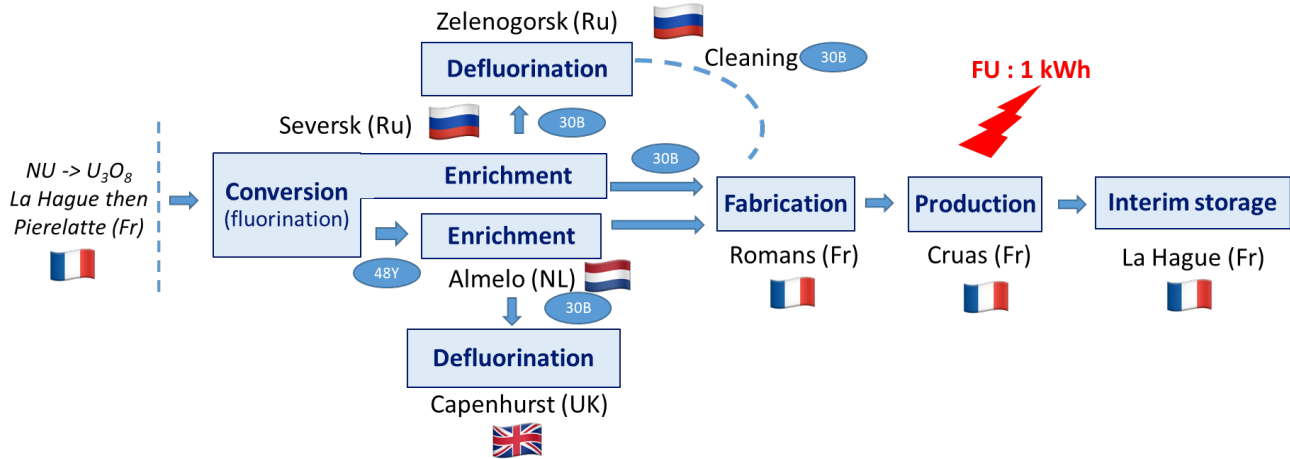 Zelenogorsk (Ru)
Defluorination
Cleaning
30B
FU : 1 kWh
Seversk (Ru)
30B
NU -> U₃O₈
La Hague then
Pierelatte (Fr)
Conversion
(fluorination)
Enrichment
30B
Enrichment
48Y
Almelo (NL)
30B
Defluorination
Capenhurst (UK)
Fabrication
Romans (Fr)
Production
Cruas (Fr)
Interim storage
La Hague (Fr)